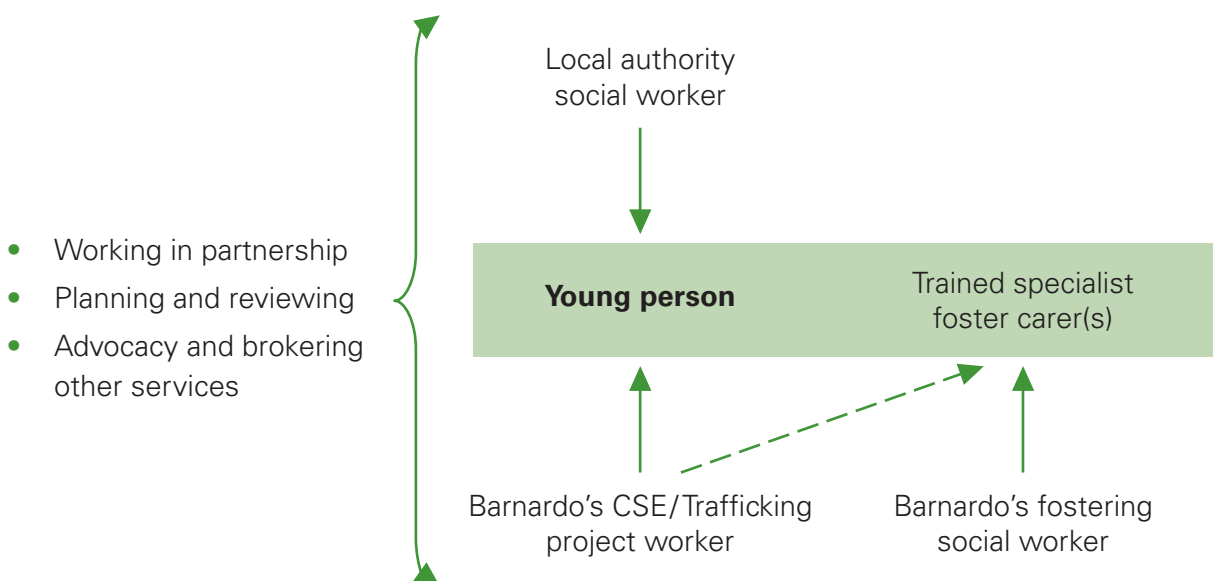 Local authority
social worker
• Working in partnership
• Planning and reviewing
• Advocacy and brokering
other services
Young person
Trained specialist
foster carer(s)
Barnardo’s CSE/Trafficking
project worker
Barnardo’s fostering
social worker